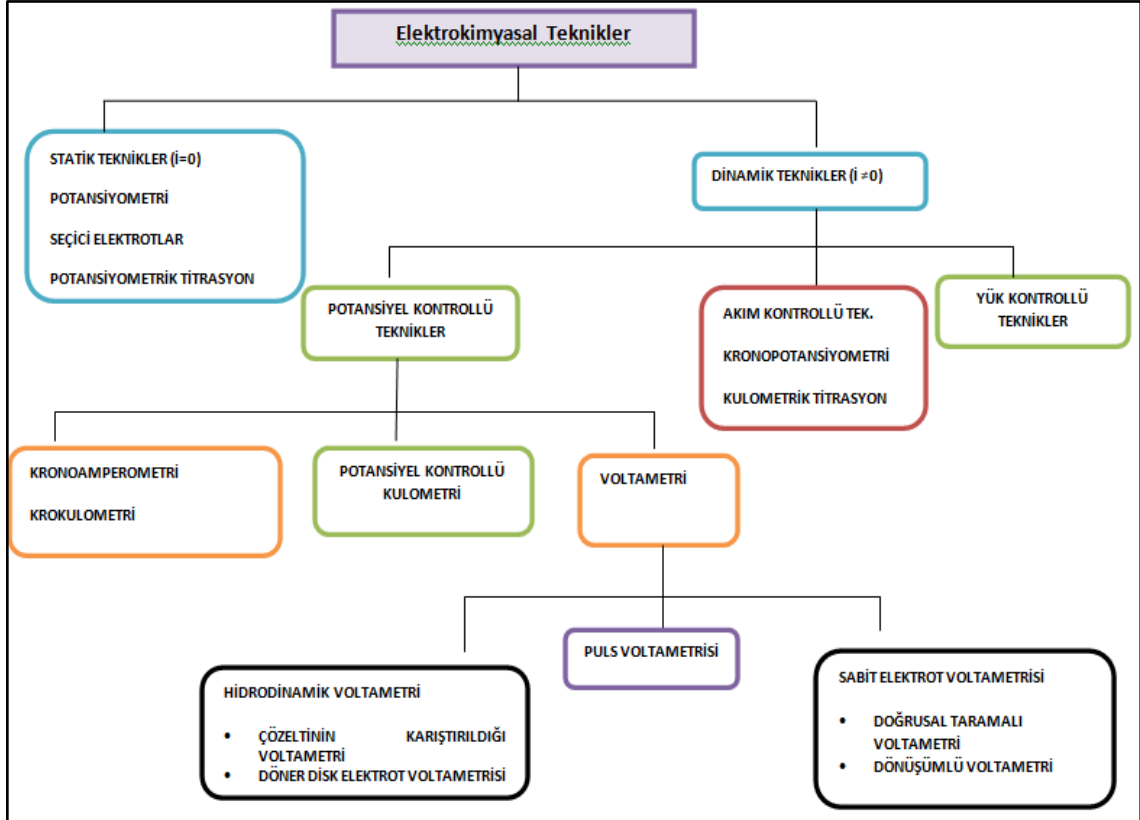 Elektrokimyasal Teknikler
STATİK TEKNİKLER (İ=0)
POTANSİYOMETRİ
SEÇİCİ ELEKTROTLAR
POTANSİYOMETRİK TİTRASYON
DİNAMİK TEKNİKLER (İ ≠0)
POTANSİYEL KONTROLLÜ
TEKNİKLER
AKIM KONTROLLÜ TEK.
KRONOPOTANSİYOMETRİ
KULOMETRİK TİTRASYON
YÜK KONTROLLÜ
TEKNİKLER
KRONOAMPEROMETRİ
KROKULOMETRİ
POTANSİYEL KONTROLLÜ
KULOMETRİ
VOLTAMETRİ
HİDRODİNAMİK VOLTAMETRİ
• ÇÖZELTİNİN KARIŞTIRILDIĞI
VOLTAMETRİ
• DÖNER DİSK ELEKTROT VOLTAMETRİSİ
PULS VOLTAMETRİSİ
SABİT ELEKTROT VOLTAMETRİSİ
• DOĞRUSAL TARAMALI
VOLTAMETRİ
• DÖNÜŞÜMLÜ VOLTAMETRİ